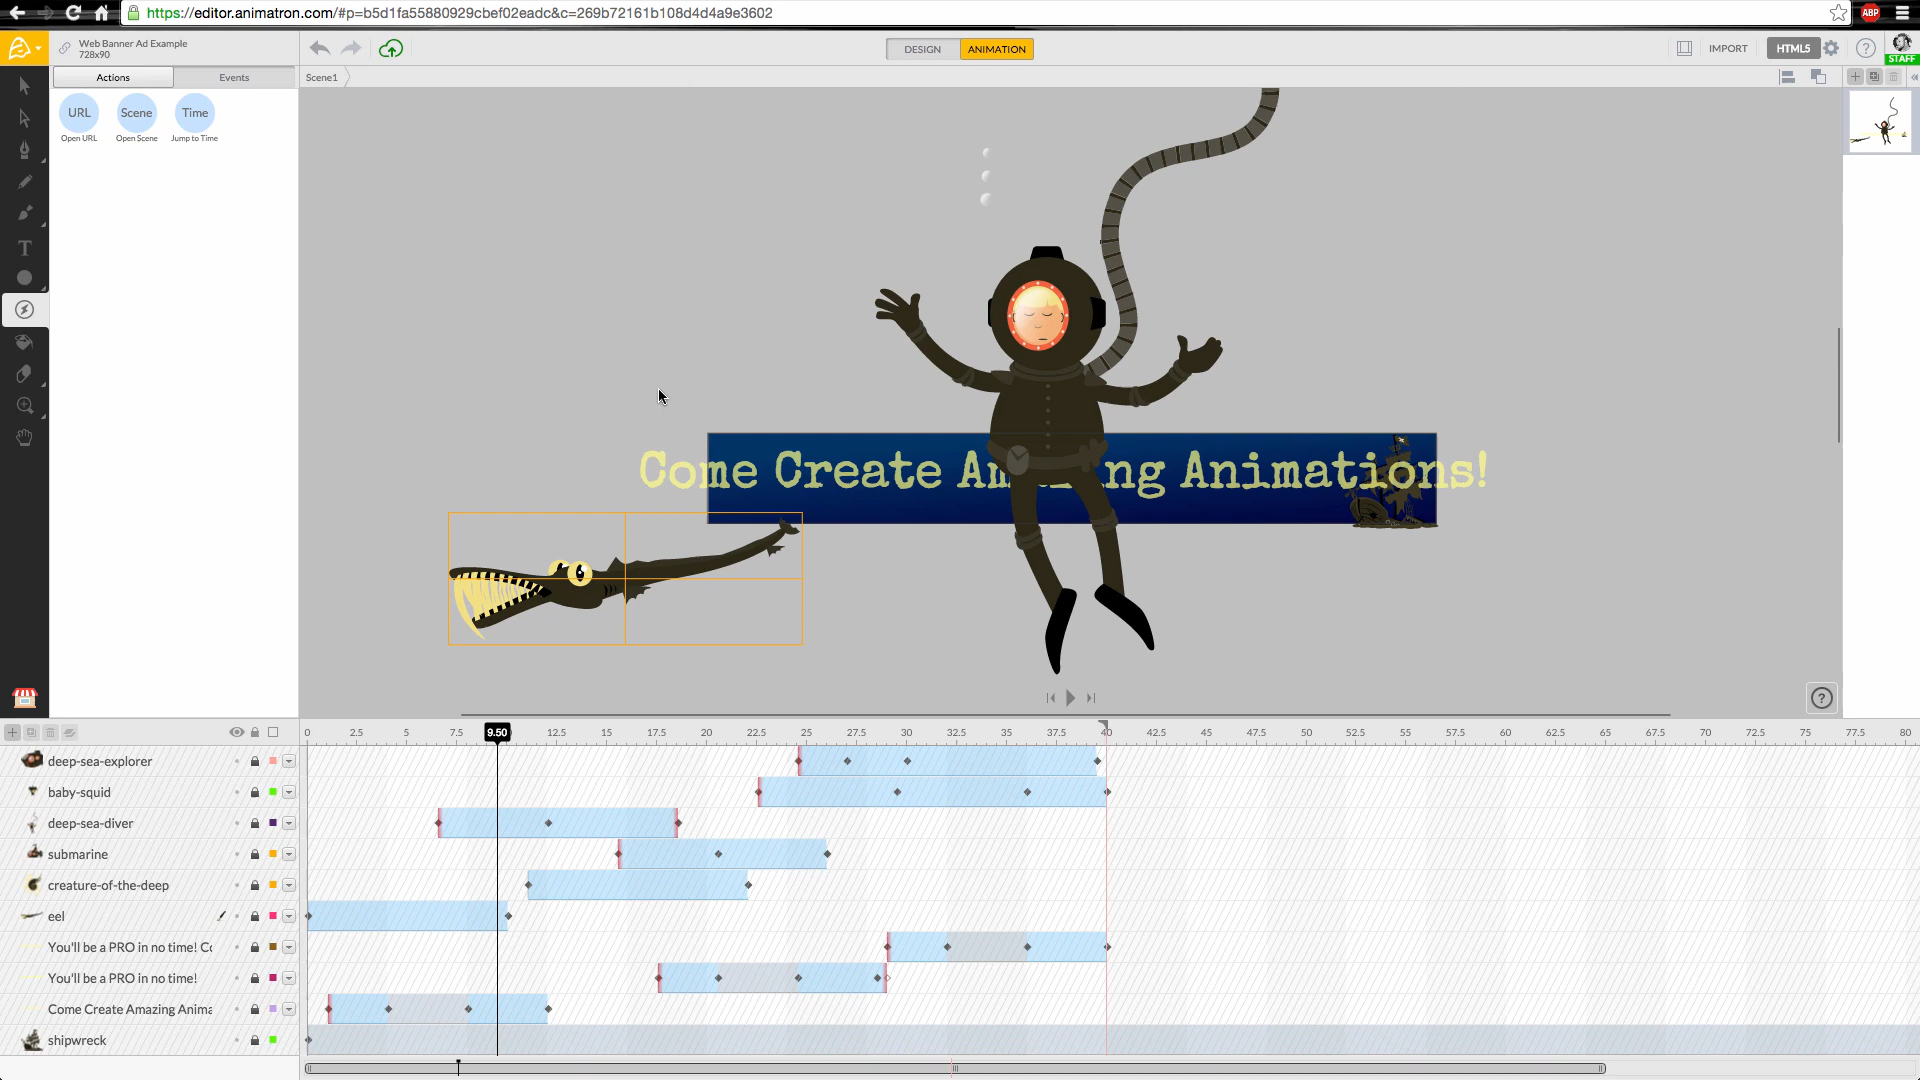 https://editor.animatron.com/#p=b5d1fa55880929cbef02eadc&c=269b72161b108d4d4a9e3602
ABP
Web Banner Ad Example
728x90
DESIGN
ANIMATION
IMPORT
HTML5
?
STAFF
Actions
Events
Scene1
URL
Scene
Time
Open URL
Open Scene
Jump to Time
T
Come Create Am ng Animations!
?
0
2.5
5
7.5
9.50
12.5
15
17.5
20
22.5
25
27.5
30
32.5
35
37.5
40
42.5
45
47.5
50
52.5
55
57.5
60
62.5
65
67.5
70
72.5
75
77.5
80
deep-sea-explorer
baby-squid
deep-sea-diver
submarine
creature-of-the-deep
eel
You'll be a PRO in no time! Cc
You'll be a PRO in no time!
Come Create Amazing Anima
shipwreck